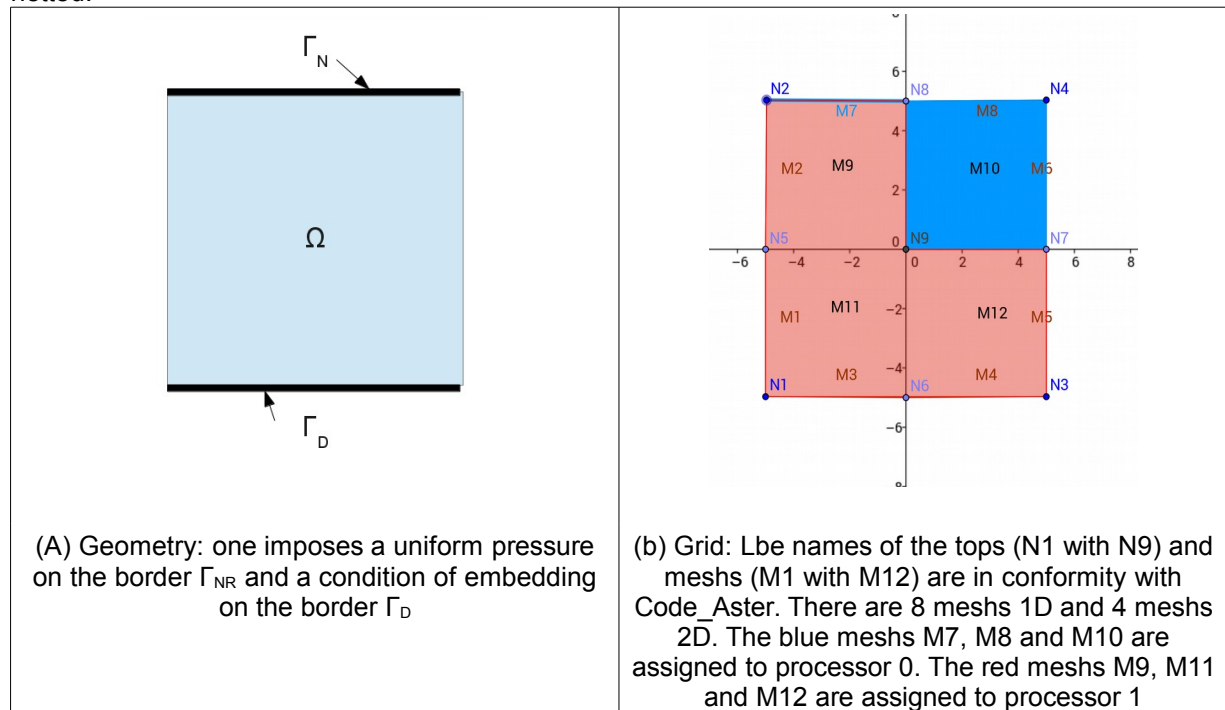 Γ N
Ω
Γ D
(A) Geometry: one imposes a uniform pressure
on the border ΓNR and a condition of embedding
on the border ΓD
6
N2
N8
N4
M7
M8
4
M2
M9
M10
M6
2
N5
0
N9
N7
-6
-4
-2
0
2
4
6
8
M1
M11
-2
M12
M5
M3
-4
M4
N1
N6
N3
-6
(b) Grid: Lbe names of the tops (N1 with N9) and
meshs (M1 with M12) are in conformity with
Code_Aster. There are 8 meshs 1D and 4 meshs
2D. The blue meshs M7, M8 and M10 are
assigned to processor 0. The red meshs M9, M11
and M12 are assigned to processor 1